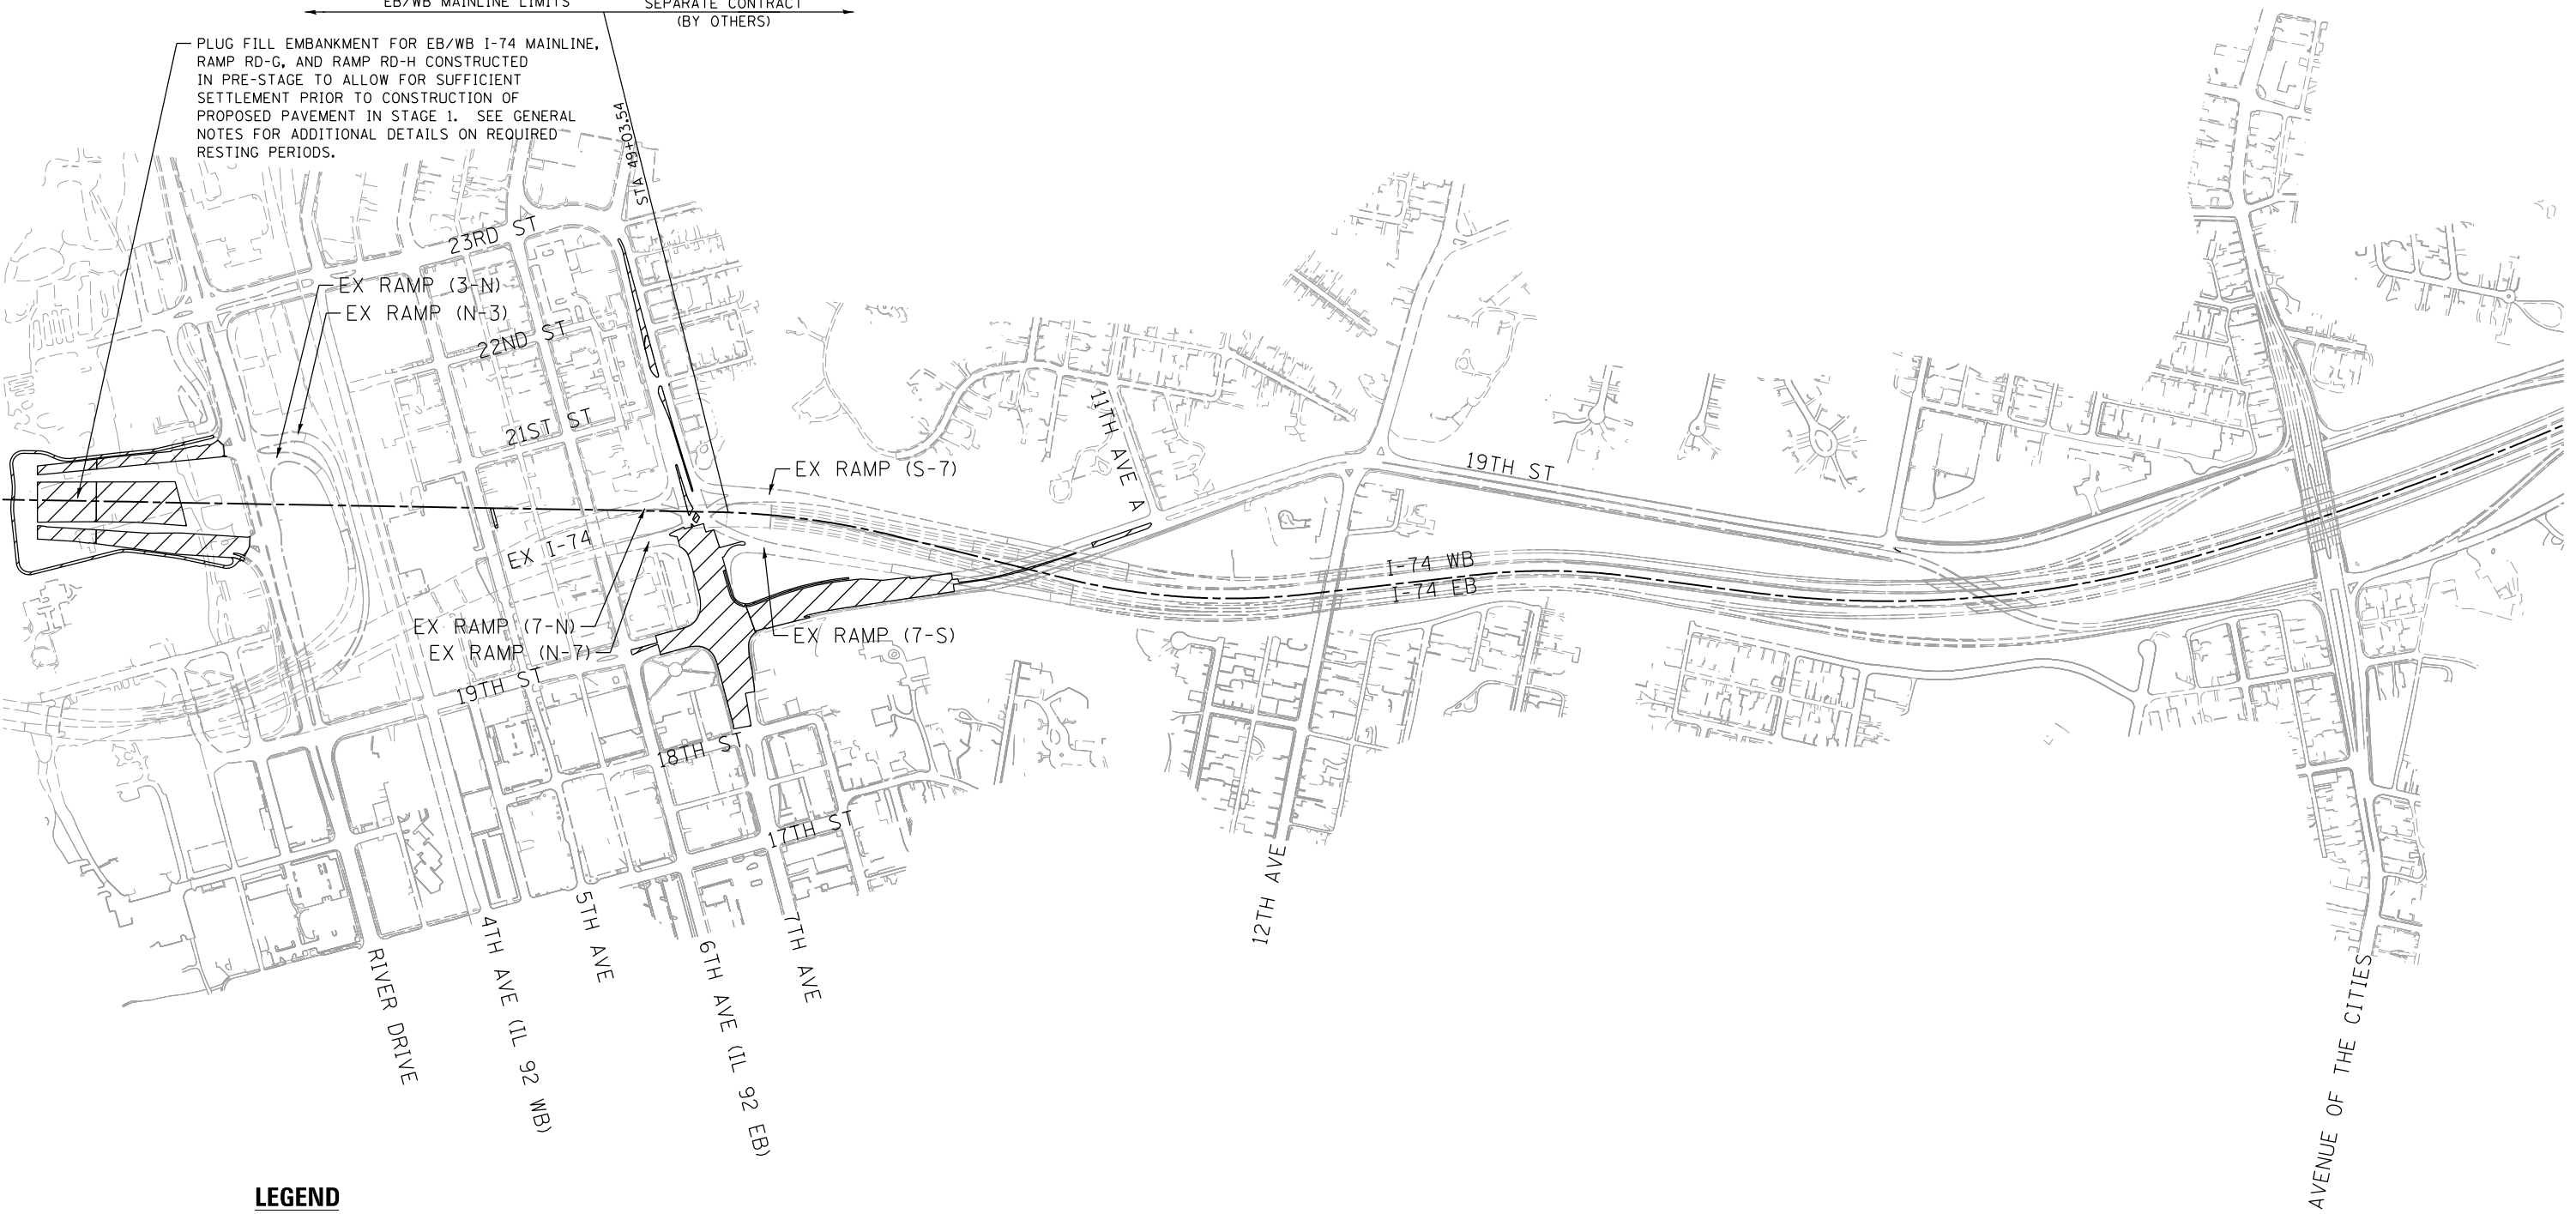 EB/WB MAINLINE LIMITS
SEPARATE CONTRACT
(BY OTHERS)
PLUG FILL EMBANKMENT FOR EB/WB I-74 MAINLINE,
RAMP RD-G, AND RAMP RD-H CONSTRUCTED
IN PRE-STAGE TO ALLOW FOR SUFFICIENT
SETTLEMENT PRIOR TO CONSTRUCTION OF
PROPOSED PAVEMENT IN STAGE 1. SEE GENERAL
NOTES FOR ADDITIONAL DETAILS ON REQUIRED
RESTING PERIODS.
STA 49+03.54
23RD ST
EX RAMP (3-N)
EX RAMP (N-3)
22ND ST
21ST ST
11TH AVE A
EX RAMP (S-7)
19TH ST
EX I-74
I-74 WB
I-74 EB
EX RAMP (7-N)
EX RAMP (N-7)
EX RAMP (7-S)
19TH ST
18TH ST
17TH ST
12TH AVE
RIVER DRIVE
4TH AVE (IL 92 WB)
5TH AVE
6TH AVE (IL 92 EB)
7TH AVE
AVENUE OF THE CITIES
LEGEND